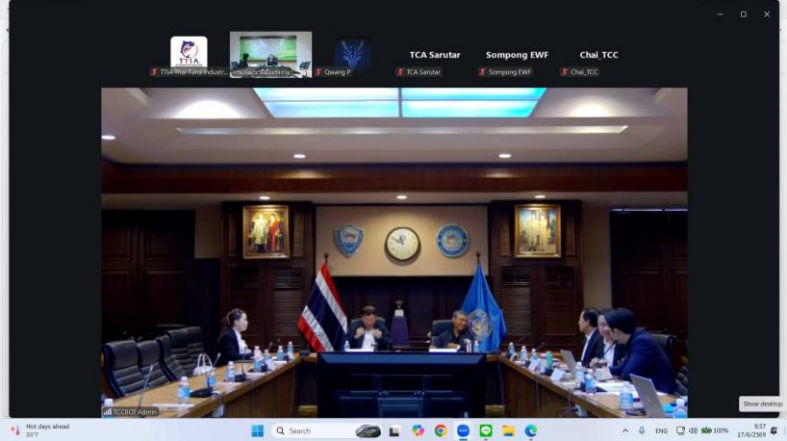 TTIA
TCA Sarutar
Sompong EWF
Chai_TCC
TTIA Thai Tuna Industr...
Qwang P
TCA Sarutar
Sompong EWF
Chai_TCC
TCCBOT Admin
Show desktop
Hot days ahead
88°F
Search
ENG
100%
9:57
17/6/2569